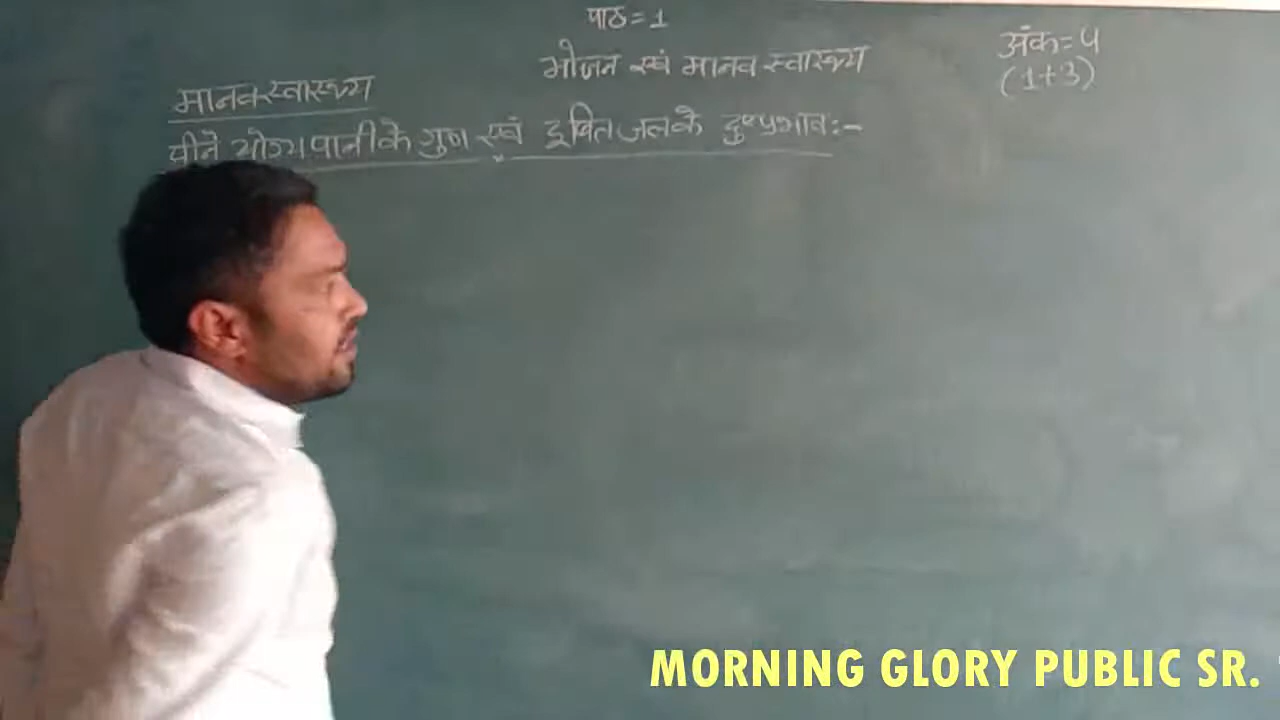 पाठ = 1
भोजन एवं मानव स्वास्थ्य
अंक = 4
(1+3)
मानव स्वास्थ्य
पीने योग्य पानी के गुण एवं दूषित जल के दुष्प्रभाव :-
MORNING GLORY PUBLIC SR.